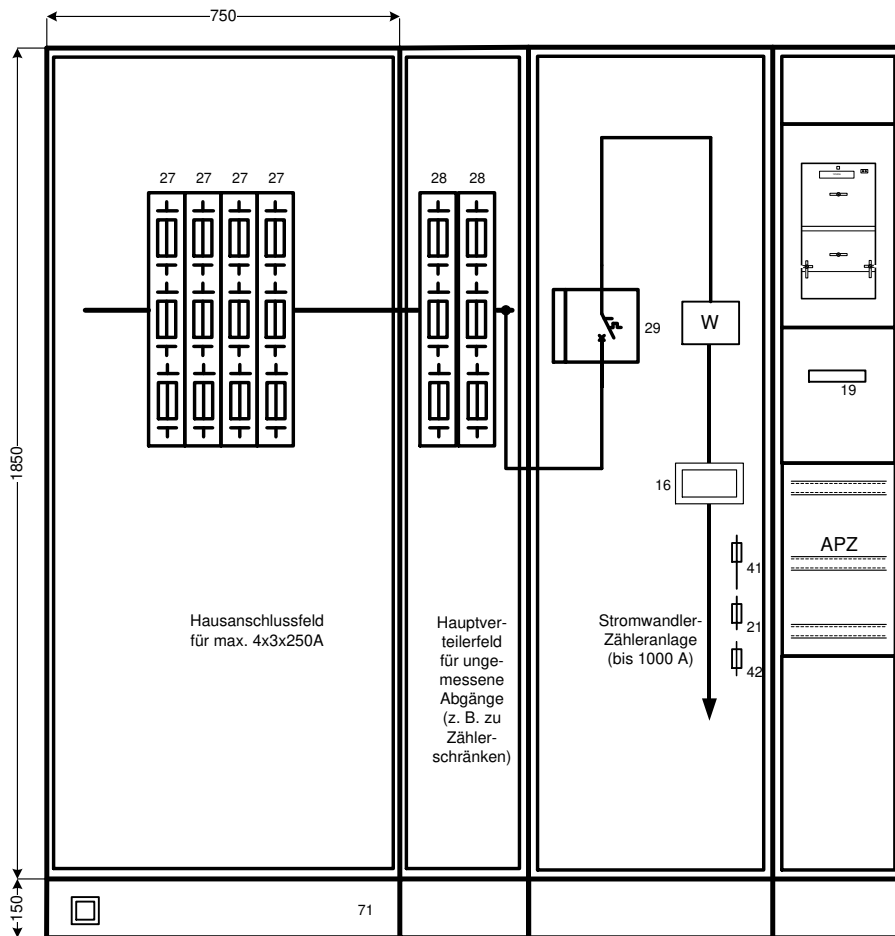 750
27 27 27 27
28 28
29
W
19
1850
16
APZ
41
21
42
Hausanschlussfeld
für max. 4x3x250A
Hauptver-
teilerfeld
für unge-
messene
Abgänge
(z. B. zu
Zähler-
schränken)
Stromwandler-
Zähleranlage
(bis 1000 A)
150
71